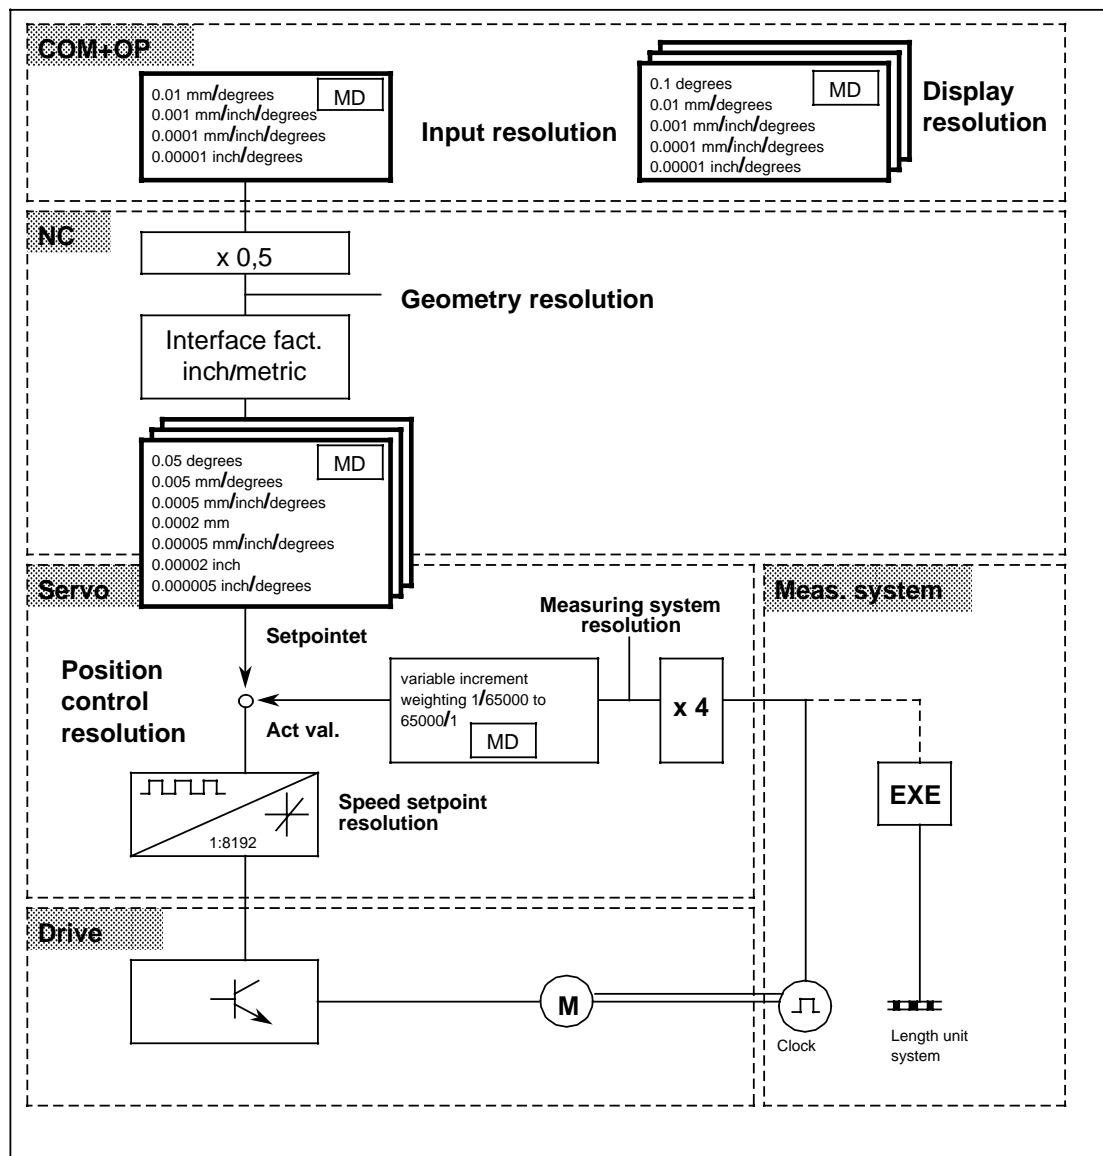 COM+OP
0.01 mm/degrees
0.001 mm/inch/degrees
0.0001 mm/inch/degrees
0.00001 inch/degrees
MD
Input resolution
0.1 degrees
0.01 mm/degrees
0.001 mm/inch/degrees
0.0001 mm/inch/degrees
0.00001 inch/degrees
MD
Display
resolution
NC
x 0,5
Geometry resolution
Interface fact.
inch/metric
0.05 degrees
0.005 mm/degrees
0.0005 mm/inch/degrees
0.0002 mm
0.00005 mm/inch/degrees
0.00002 inch
0.000005 inch/degrees
MD
Servo
Setpointet
Position
control
resolution
Act val.
variable increment
weighting 1/65000 to
65000/1
MD
Measuring system
resolution
x 4
1:8192
Speed setpoint
resolution
Meas. system
EXE
Drive
M
Clock
Length unit
system